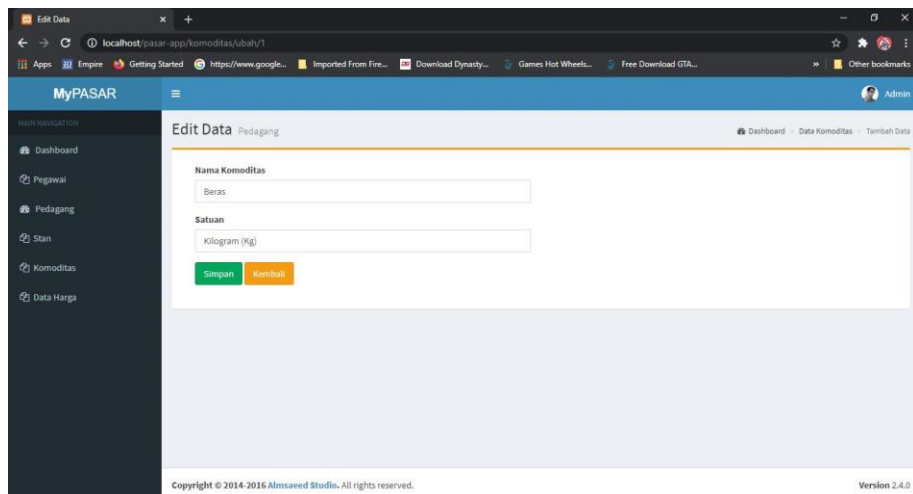 Edit Data
localhost/pasar-app/komoditas/ubah/1
Apps Empire Getting Started https://www.google... Imported From Fire... Download Dynasty... Games Hot Wheels... Free Download GTA... » Other bookmarks
MyPASAR Admin
MAIN NAVIGATION
Edit Data Pedagang Dashboard > Data Komoditas > Tambah Data
Dashboard
Pegawai
Pedagang
Stan
Komoditas
Data Harga
Nama Komoditas
Beras
Satuan
Kilogram (Kg)
Simpan Kembali
Copyright © 2014-2016 Almsaeed Studio. All rights reserved. Version 2.4.0